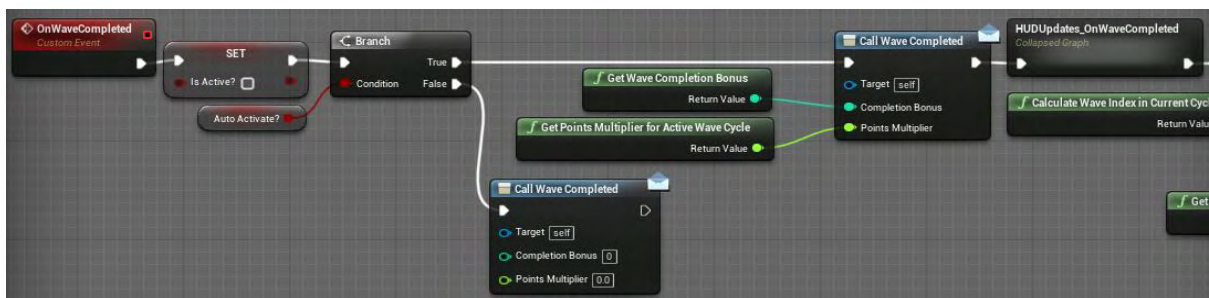 OnWaveCompleted
Custom Event
SET
Is Active?
Auto Activate?
Branch
True
Condition
False
f Get Wave Completion Bonus
Return Value
f Get Points Multiplier for Active Wave Cycle
Return Value
Call Wave Completed
Target self
Completion Bonus
Points Multiplier
HUDUpdates_OnWaveCompleted
Collapsed Graph
f Calculate Wave Index in Current Cyc
Return Valu
Call Wave Completed
Target self
Completion Bonus 0
Points Multiplier 0.0
f Get